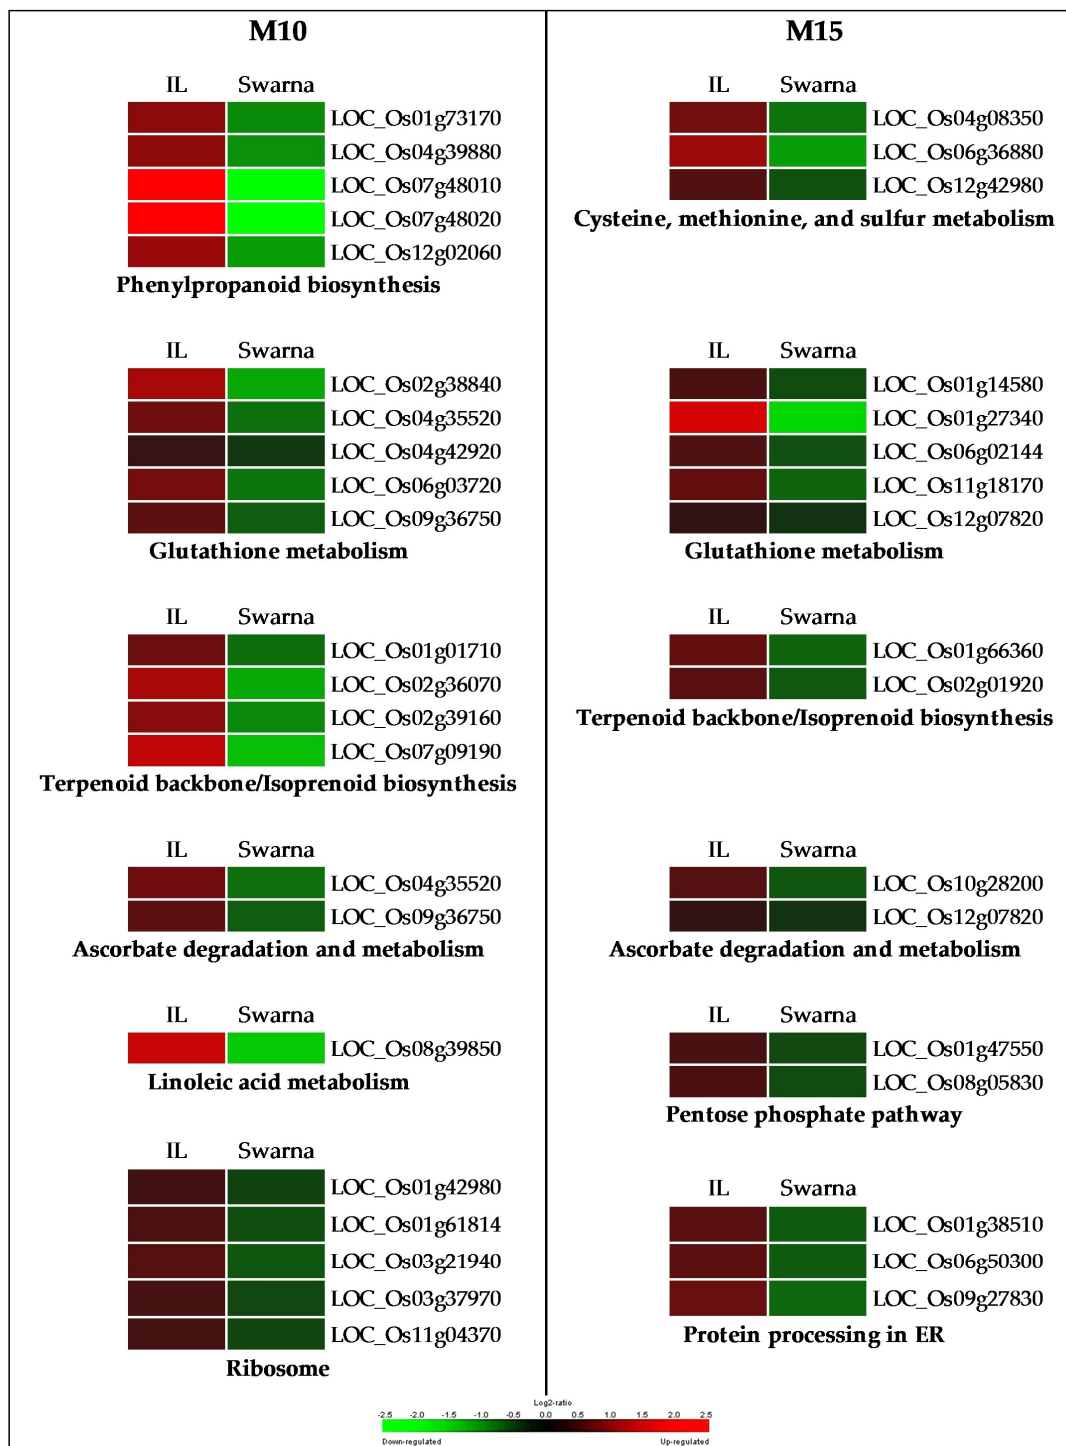 M10
IL Swarna
LOC_Os01g73170
LOC_Os04g39880
LOC_Os07g48010
LOC_Os07g48020
LOC_Os12g02060
Phenylpropanoid biosynthesis
IL Swarna
LOC_Os02g38840
LOC_Os04g35520
LOC_Os04g42920
LOC_Os06g03720
LOC_Os09g36750
Glutathione metabolism
IL Swarna
LOC_Os01g01710
LOC_Os02g36070
LOC_Os02g39160
LOC_Os07g09190
Terpenoid backbone/Isoprenoid biosynthesis
IL Swarna
LOC_Os04g35520
LOC_Os09g36750
Ascorbate degradation and metabolism
IL Swarna
LOC_Os08g39850
Linoleic acid metabolism
IL Swarna
LOC_Os01g42980
LOC_Os01g61814
LOC_Os03g21940
LOC_Os03g37970
LOC_Os11g04370
Ribosome
M15
IL Swarna
LOC_Os04g08350
LOC_Os06g36880
LOC_Os12g42980
Cysteine, methionine, and sulfur metabolism
IL Swarna
LOC_Os01g14580
LOC_Os01g27340
LOC_Os06g02144
LOC_Os11g18170
LOC_Os12g07820
Glutathione metabolism
IL Swarna
LOC_Os01g66360
LOC_Os02g01920
Terpenoid backbone/Isoprenoid biosynthesis
IL Swarna
LOC_Os10g28200
LOC_Os12g07820
Ascorbate degradation and metabolism
IL Swarna
LOC_Os01g47550
LOC_Os08g05830
Pentose phosphate pathway
IL Swarna
LOC_Os01g38510
LOC_Os06g50300
LOC_Os09g27830
Protein processing in ER
Log2-ratio
-2.5 -2.0 -1.5 -1.0 -0.5 0.0 0.5 1.0 1.5 2.0 2.5
Down-regulated Up-regulated